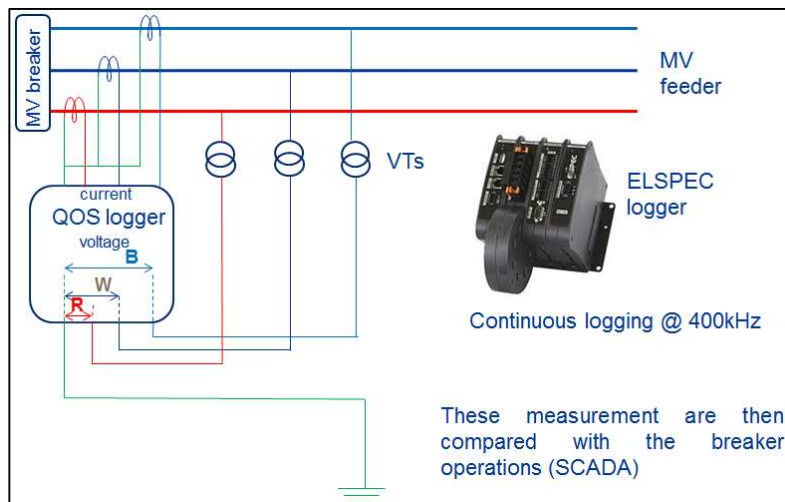 MV breaker
MV
feeder
VTs
ELSPEC
ELSPEC
logger
current
QOS logger
voltage
B
W
R
Continuous logging @ 400kHz
These measurement are then
compared with the breaker
operations (SCADA)